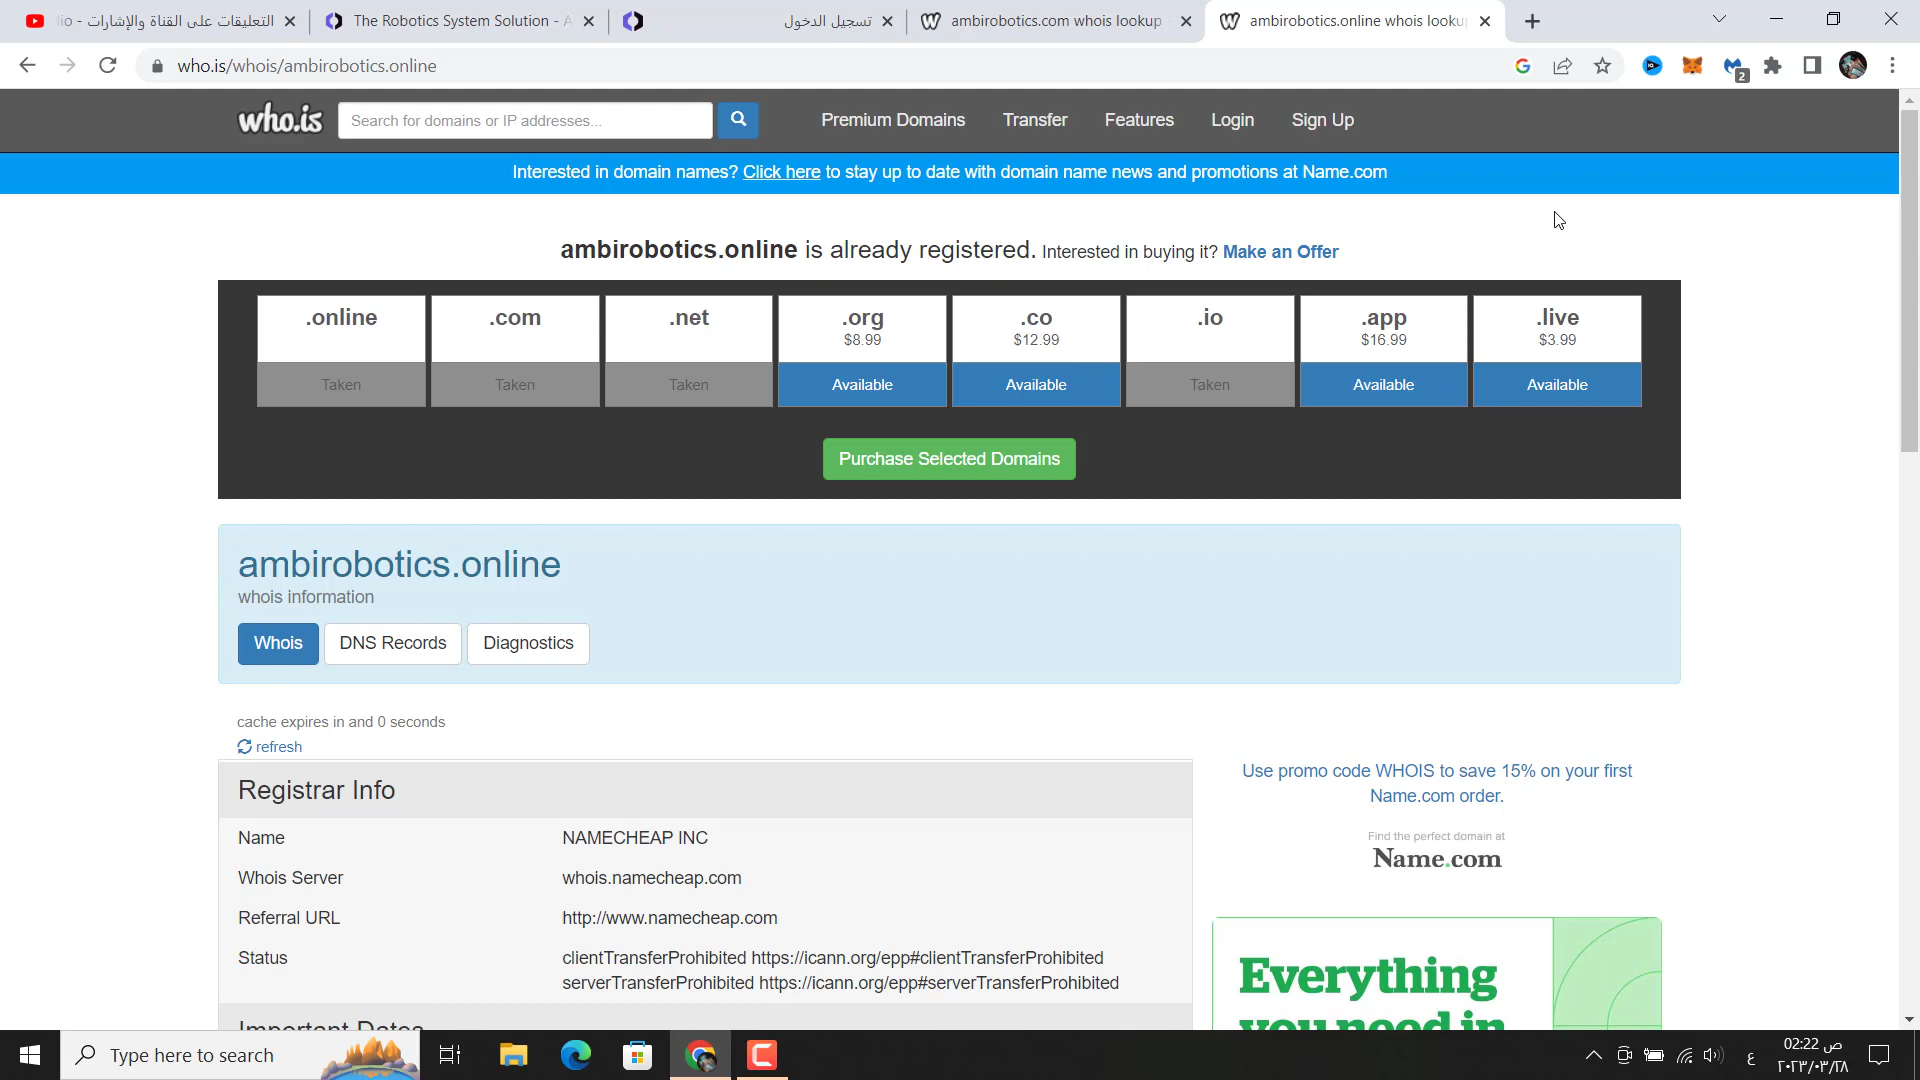 lio - التعليقات على القناة والإشارات
The Robotics System Solution - A
تسجيل الدخول
ambirobotics.com whois lookup -
ambirobotics.online whois looku
who.is/whois/ambirobotics.online
2
who.is
Search for domains or IP addresses...
Premium Domains
Transfer
Features
Login
Sign Up
Interested in domain names? Click here to stay up to date with domain name news and promotions at Name.com
ambirobotics.online is already registered. Interested in buying it? Make an Offer
.online
.com
.net
.org
.co
.io
.app
.live
$8.99
$12.99
$16.99
$3.99
Taken
Taken
Taken
Available
Available
Taken
Available
Available
Purchase Selected Domains
ambirobotics.online
whois information
Whois
DNS Records
Diagnostics
cache expires in and 0 seconds
refresh
Registrar Info
Name
NAMECHEAP INC
Whois Server
whois.namecheap.com
Referral URL
http://www.namecheap.com
Status
clientTransferProhibited https://icann.org/epp#clientTransferProhibited
serverTransferProhibited https://icann.org/epp#serverTransferProhibited
Important Dates
Use promo code WHOIS to save 15% on your first
Name.com order.
Find the perfect domain at
Name.com
Everything
you need in
Type here to search
ع
02:22 ص
٢٠٢٣/٠٣/٢٨